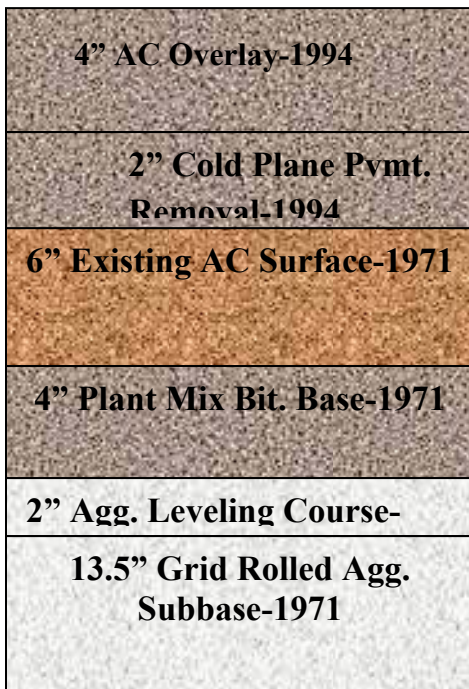 4” AC Overlay-1994
2” Cold Plane Pvmt.
Removal-1994
6” Existing AC Surface-1971
4” Plant Mix Bit. Base-1971
2” Agg. Leveling Course-
13.5” Grid Rolled Agg.
Subbase-1971